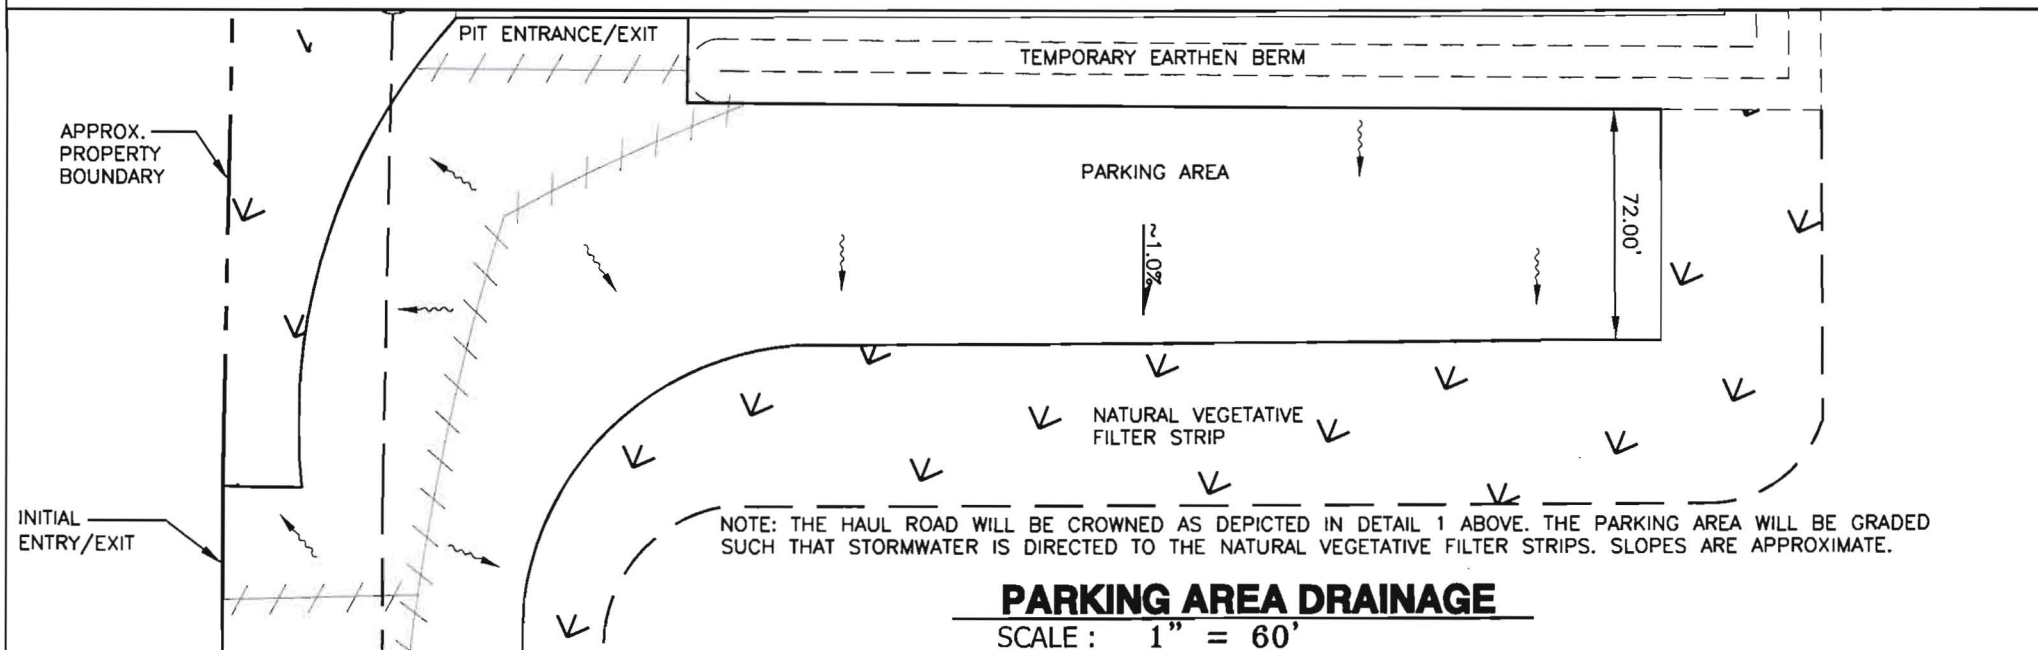 PIT ENTRANCE/EXIT
TEMPORARY EARTHEN BERM
APPROX.
PROPERTY
BOUNDARY
PARKING AREA
72.00'
~1.0%
NATURAL VEGETATIVE
FILTER STRIP
INITIAL
ENTRY/EXIT
NOTE: THE HAUL ROAD WILL BE CROWNED AS DEPICTED IN DETAIL 1 ABOVE. THE PARKING AREA WILL BE GRADED
SUCH THAT STORMWATER IS DIRECTED TO THE NATURAL VEGETATIVE FILTER STRIPS. SLOPES ARE APPROXIMATE.
PARKING AREA DRAINAGE
SCALE : 1" = 60'